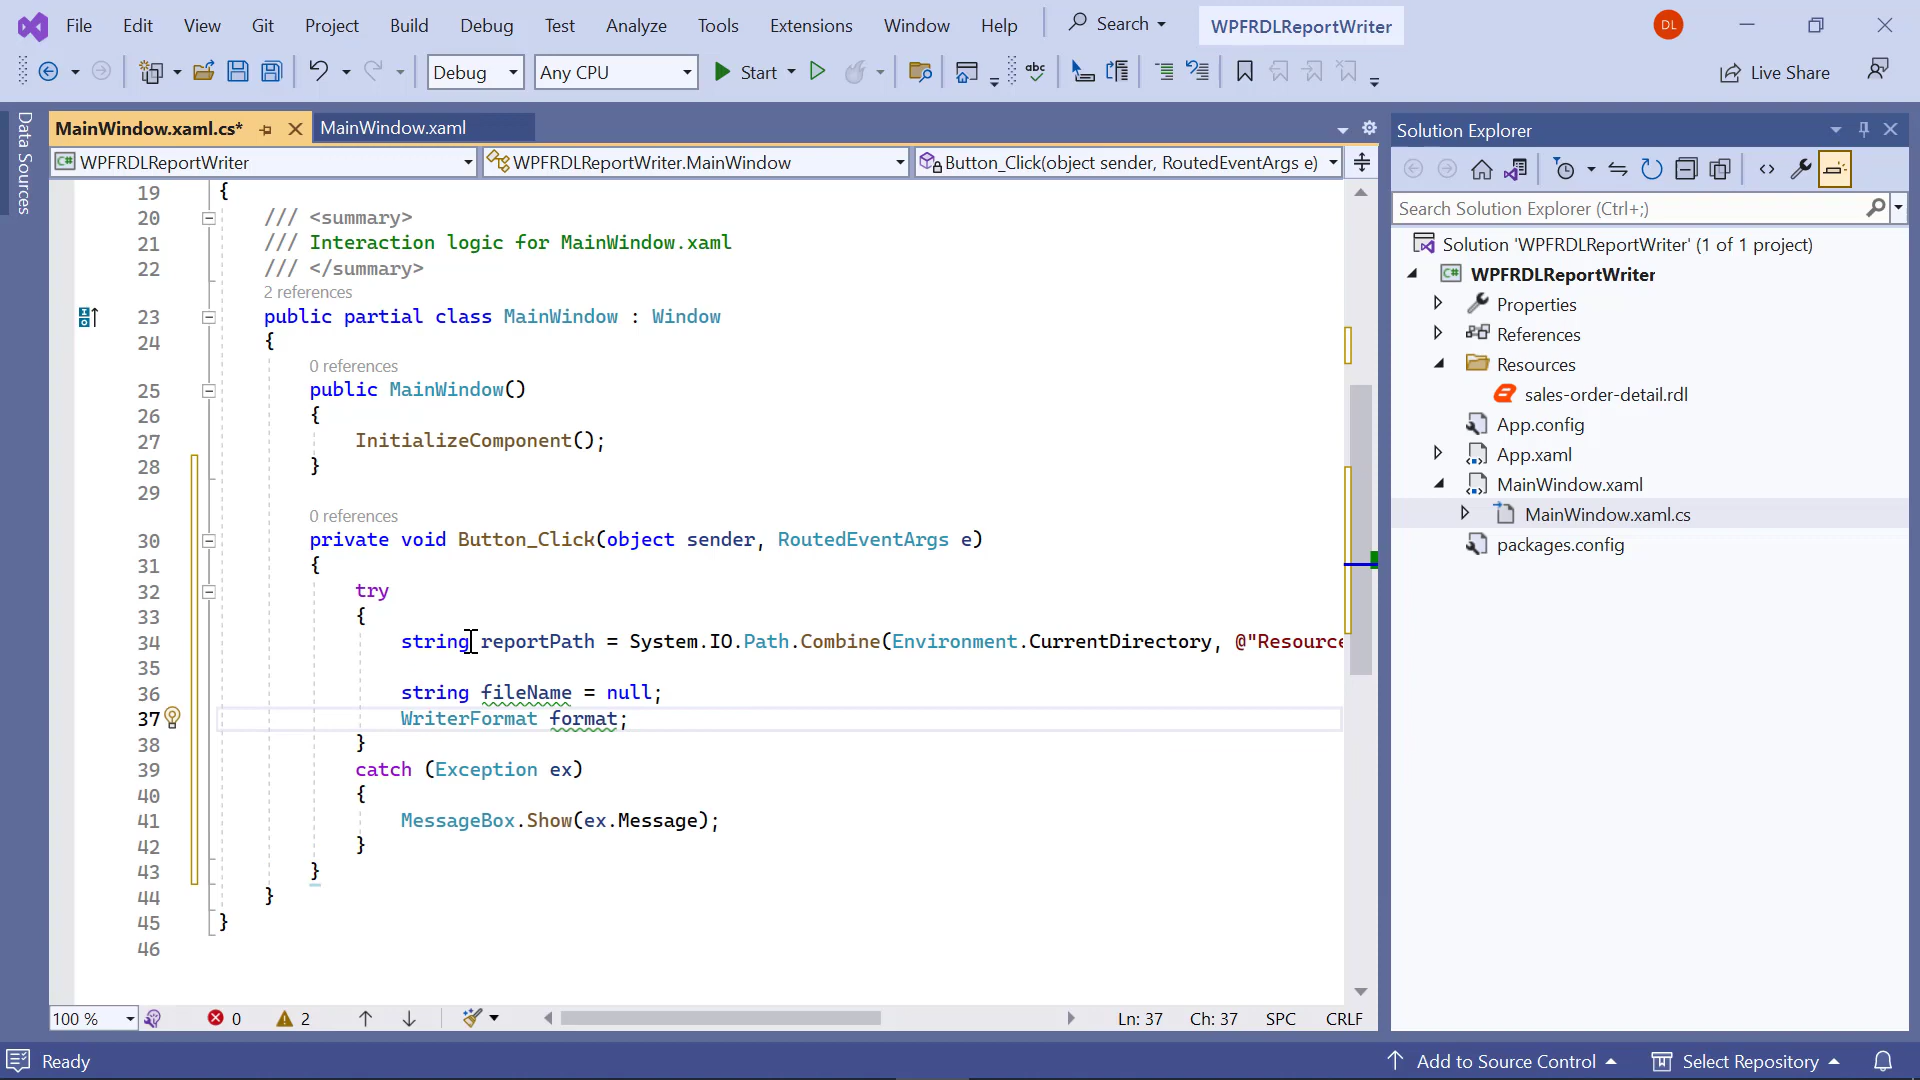 File Edit View Git Project Build Debug Test Analyze Tools Extensions Window Help Search WPFRDLReportWriter DL
Debug Any CPU Start Live Share
Data Sources
MainWindow.xaml.cs* MainWindow.xaml
WPFRDLReportWriter WPFRDLReportWriter.MainWindow Button_Click(object sender, RoutedEventArgs e)
19 {
20 /// <summary>
21 /// Interaction logic for MainWindow.xaml
22 /// </summary>
2 references
23 public partial class MainWindow : Window
24 {
0 references
25 public MainWindow()
26 {
27 InitializeComponent();
28 }
29
0 references
30 private void Button_Click(object sender, RoutedEventArgs e)
31 {
32 try
33 {
34 string reportPath = System.IO.Path.Combine(Environment.CurrentDirectory, @"Resource
35
36 string fileName = null;
37 WriterFormat format;
38 }
39 catch (Exception ex)
40 {
41 MessageBox.Show(ex.Message);
42 }
43 }
44 }
45 }
46
100 % 0 2 Ln: 37 Ch: 37 SPC CRLF
Solution Explorer
Search Solution Explorer (Ctrl+;)
Solution 'WPFRDLReportWriter' (1 of 1 project)
WPFRDLReportWriter
Properties
References
Resources
sales-order-detail.rdl
App.config
App.xaml
MainWindow.xaml
MainWindow.xaml.cs
packages.config
Ready Add to Source Control Select Repository